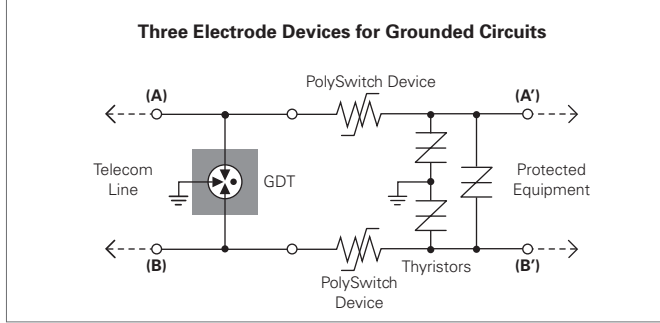 Three Electrode Devices for Grounded Circuits
PolySwitch Device
(A)
(A')
Telecom
Line
GDT
Protected
Equipment
(B)
Thyristors
(B')
PolySwitch
Device